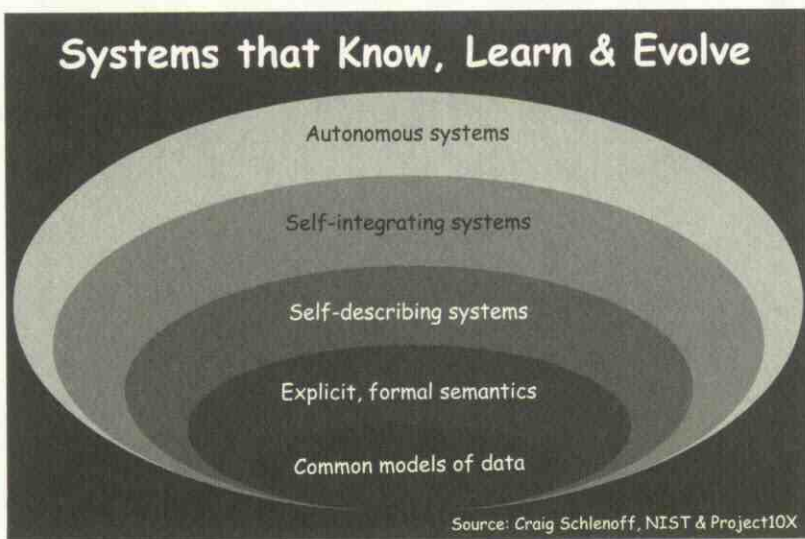 Systems that Know, Learn & Evolve
Autonomous systems
Self-integrating systems
Self-describing systems
Explicit, formal semantics
Common models of data
Source: Craig Schlenoff, NIST & Project10X